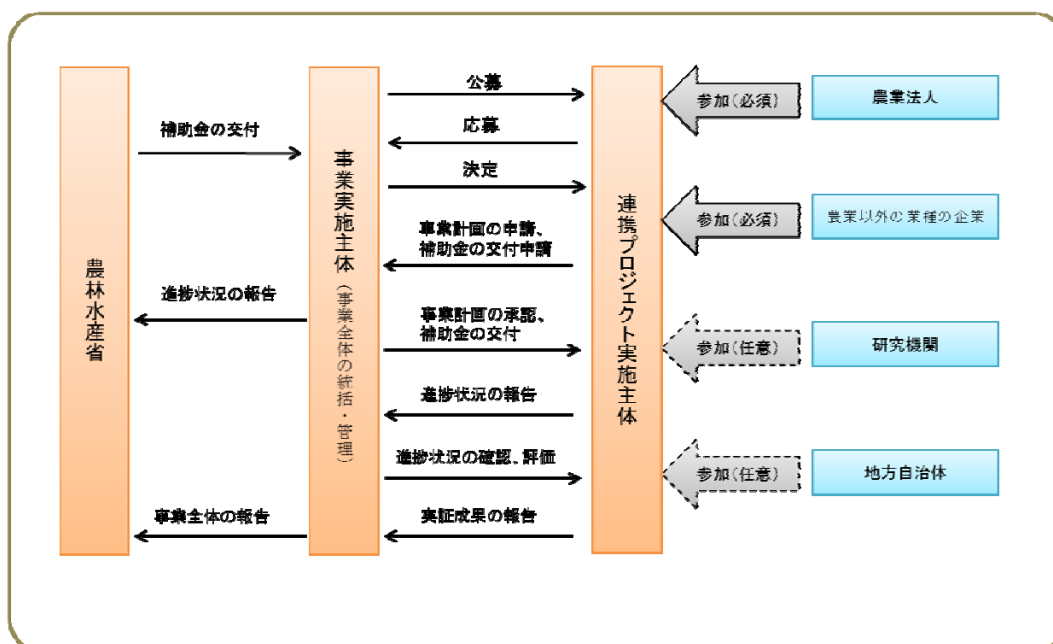 農林水産省
補助金の交付
進捗状況の報告
事業全体の報告
事業実施主体(事業全体の統括・管理)
公募
応募
決定
事業計画の申請、
補助金の交付申請
事業計画の承認、
補助金の交付
進捗状況の報告
進捗状況の確認、評価
実証成果の報告
連携プロジェクト実施主体
参加(必須)
農業法人
参加(必須)
農業以外の業種の企業
参加(任意)
研究機関
参加(任意)
地方自治体